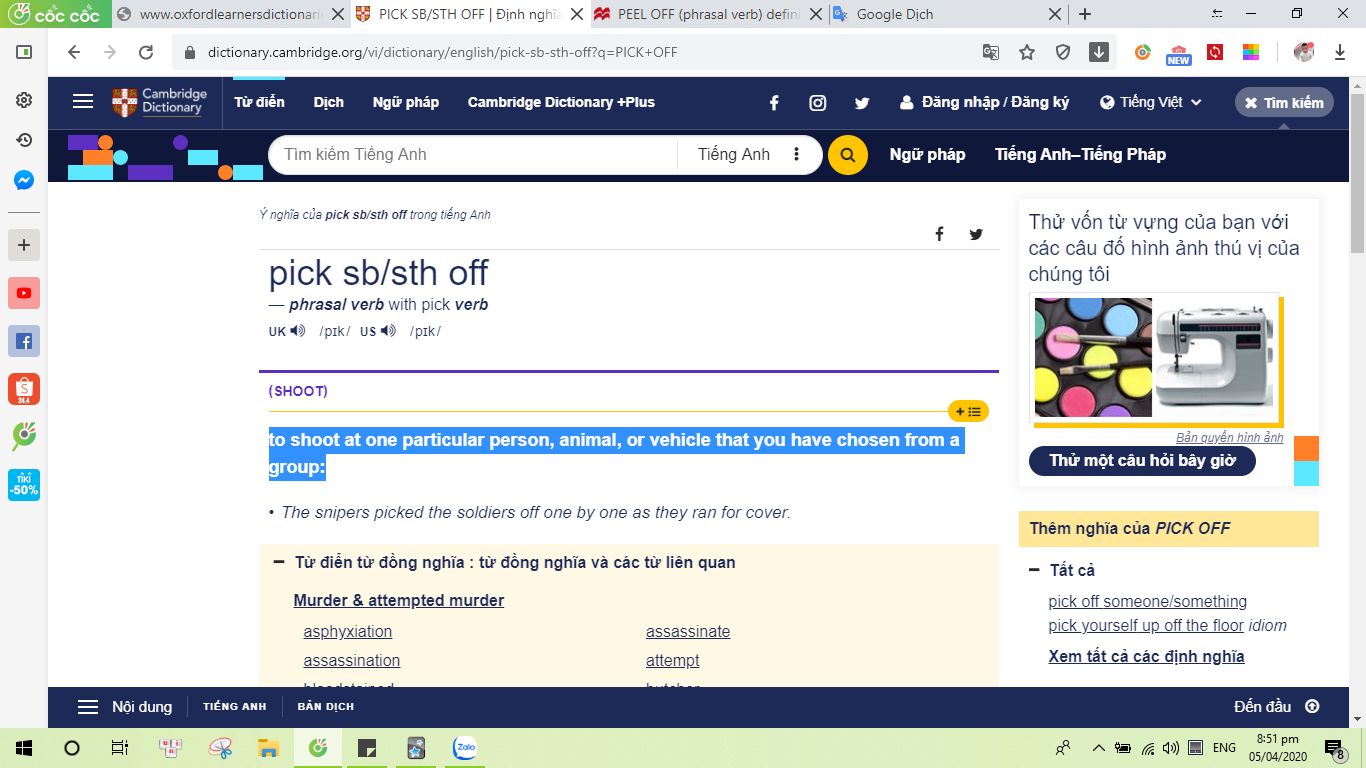 cốc cốc
www.oxfordlearnersdictionarie
PICK SB/STH OFF | Định nghĩa
PEEL OFF (phrasal verb) defin
Google Dịch
dictionary.cambridge.org/vi/dictionary/english/pick-sb-sth-off?q=PICK+OFF
NEW
Cambridge
Dictionary
Từ điển
Dịch
Ngữ pháp
Cambridge Dictionary +Plus
Đăng nhập / Đăng ký
Tiếng Việt
Tìm kiếm
Tìm kiếm Tiếng Anh
Tiếng Anh
Ngữ pháp
Tiếng Anh–Tiếng Pháp
Ý nghĩa của pick sb/sth off trong tiếng Anh
pick sb/sth off
— phrasal verb with pick verb
UK /pɪk/ US /pɪk/
(SHOOT)
to shoot at one particular person, animal, or vehicle that you have chosen from a
group:
• The snipers picked the soldiers off one by one as they ran for cover.
Từ điển từ đồng nghĩa : từ đồng nghĩa và các từ liên quan
Murder & attempted murder
asphyxiation
assassinate
assassination
attempt
Thử vốn từ vựng của bạn với
các câu đố hình ảnh thú vị của
chúng tôi
Bản quyền hình ảnh
Thử một câu hỏi bây giờ
Thêm nghĩa của PICK OFF
Tất cả
pick off someone/something
pick yourself up off the floor idiom
Xem tất cả các định nghĩa
S
24.4
TIKI
-50%
Nội dung
TIẾNG ANH
BẢN DỊCH
Đến đầu
Zalo
ENG
8:51 pm
05/04/2020
8